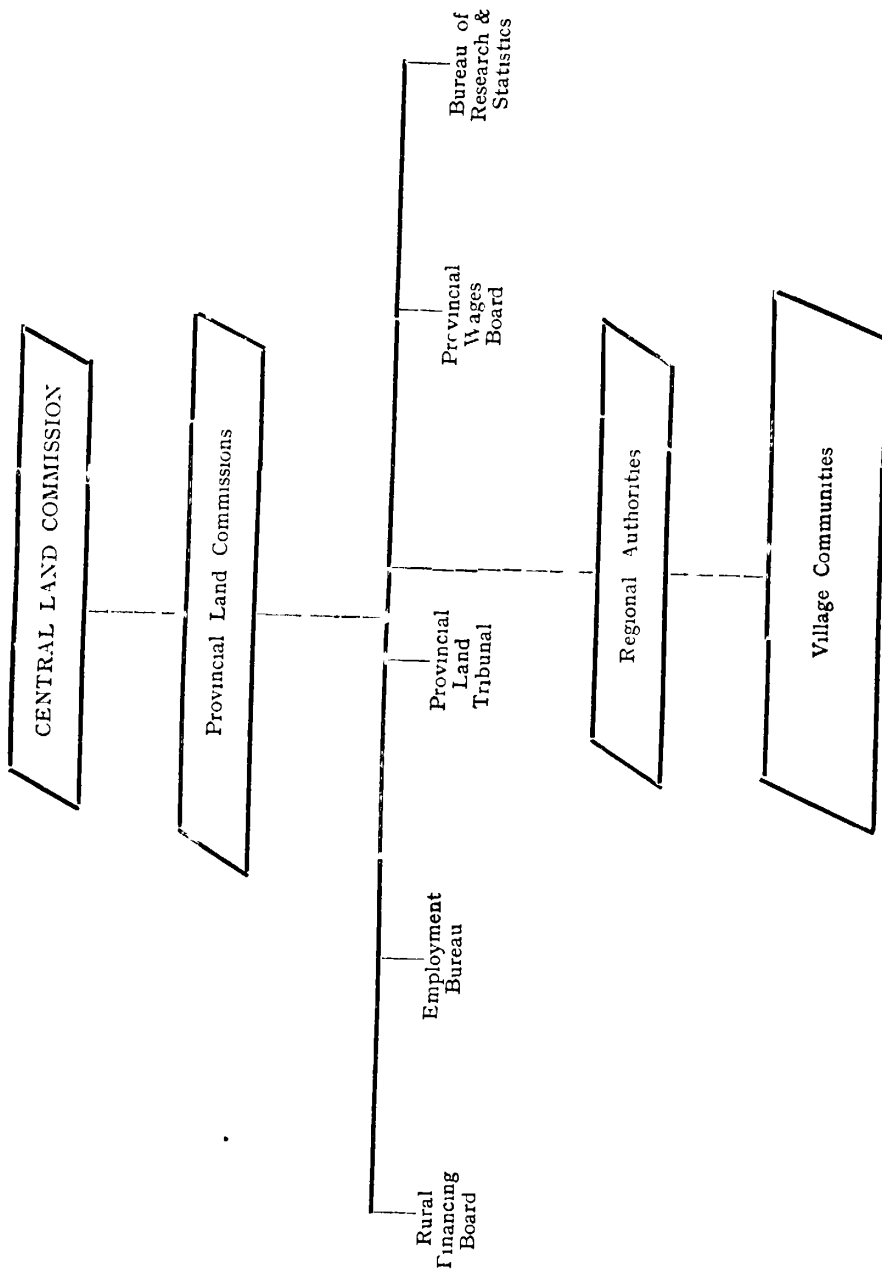 CENTRAL LAND COMMISSION
Provincial Land Commissions
Rural
Financing
Board
Employment
Bureau
Provincial
Land
Tribunal
Provincial
Wages
Board
Bureau of
Research &
Statistics
Regional Authorities
Village Communities